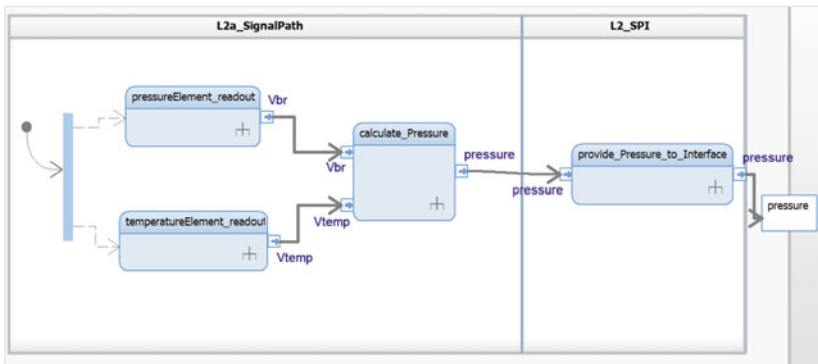 L2a_SignalPath
L2_SPI
pressureElement_readout
Vbr
calculate_Pressure
Vbr
pressure
provide_Pressure_to_Interface
pressure
pressure
pressure
temperatureElement_readout
Vtemp
Vtemp